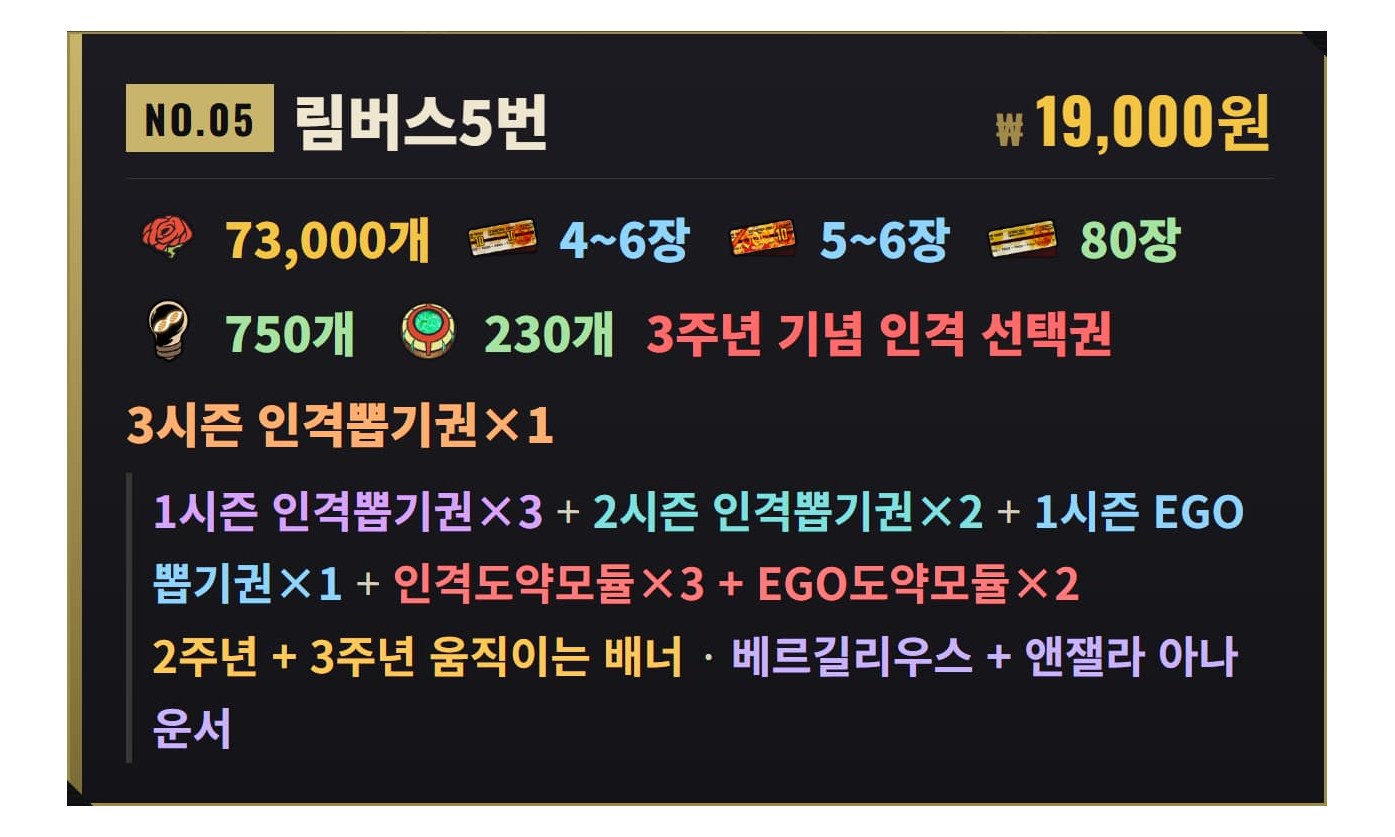 NO.05 림버스5번 ₩ 19,000원
73,000개 4~6장 5~6장 80장
750개 230개 3주년 기념 인격 선택권
3시즌 인격뽑기권×1
1시즌 인격뽑기권×3 + 2시즌 인격뽑기권×2 + 1시즌 EGO
뽑기권×1 + 인격도약모듈×3 + EGO도약모듈×2
2주년 + 3주년 움직이는 배너 · 베르길리우스 + 앤잴라 아나
운서